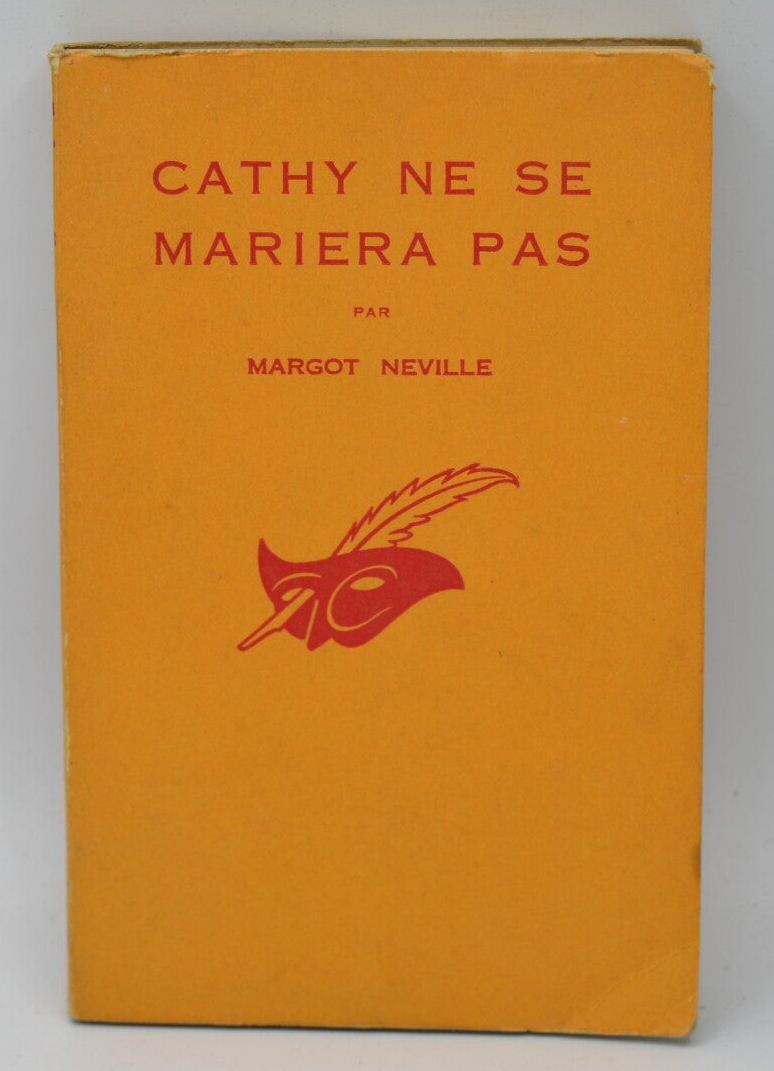 CATHY NE SE
MARIERA PAS
PAR
MARGOT NEVILLE